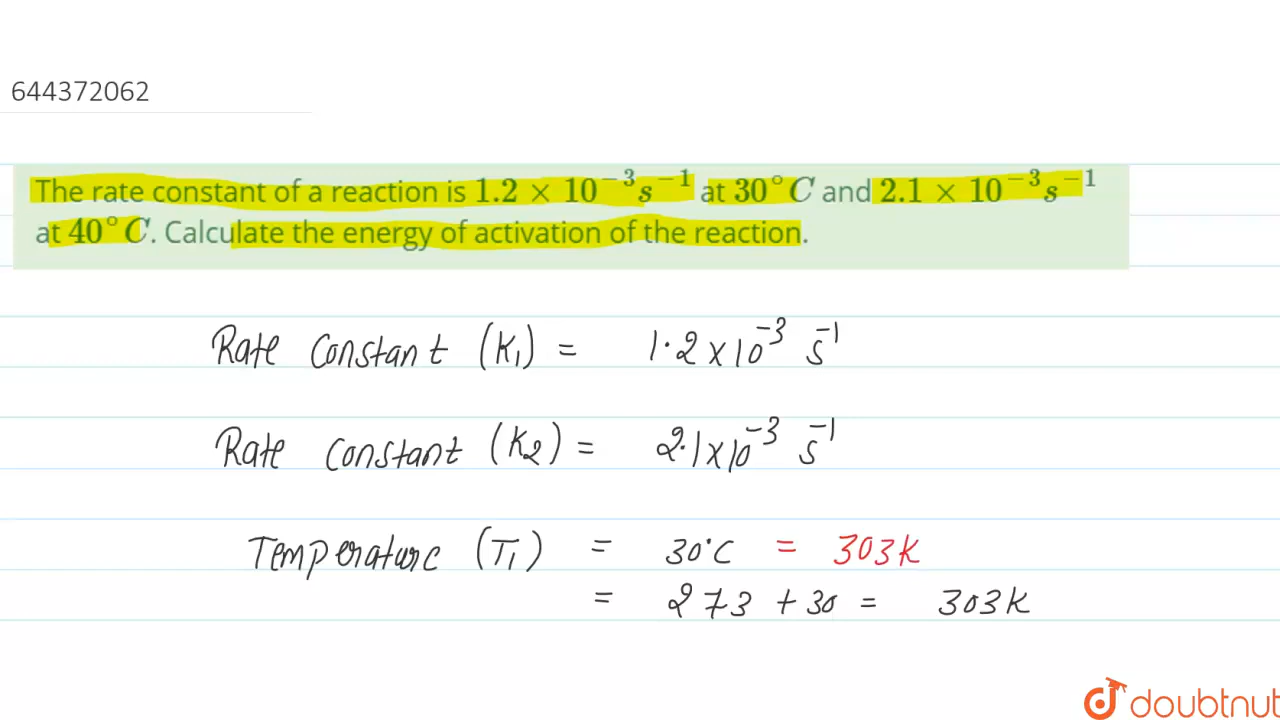 644372062
The rate constant of a reaction is 1.2 × 10⁻³s⁻¹ at 30°C and 2.1 × 10⁻³s⁻¹
at 40°C. Calculate the energy of activation of the reaction.
Rate Constant (K₁) = 1.2 × 10⁻³ s⁻¹
Rate Constant (K₂) = 2.1 × 10⁻³ s⁻¹
Temperature (T₁) = 30°C = 303K
= 273 + 30 = 303K
doubtnut